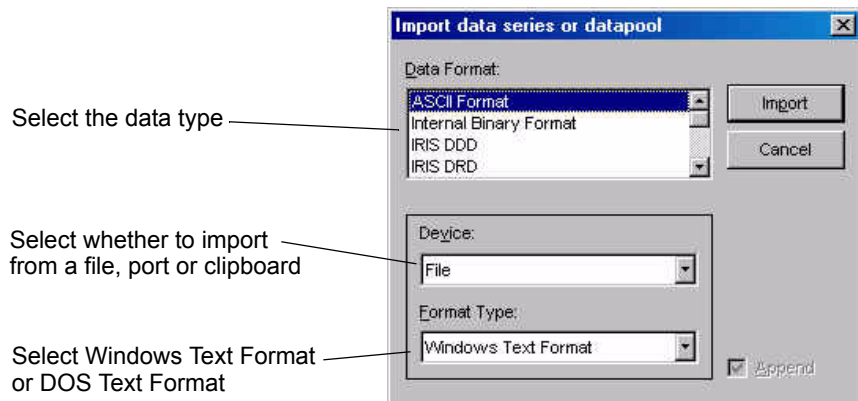 Import data series or datapool
Data Format:
ASCII Format
Internal Binary Format
IRIS DDD
IRIS DRD
Import
Cancel
Select the data type
Device:
File
Select whether to import
from a file, port or clipboard
Format Type:
Windows Text Format
Select Windows Text Format
or DOS Text Format
Append